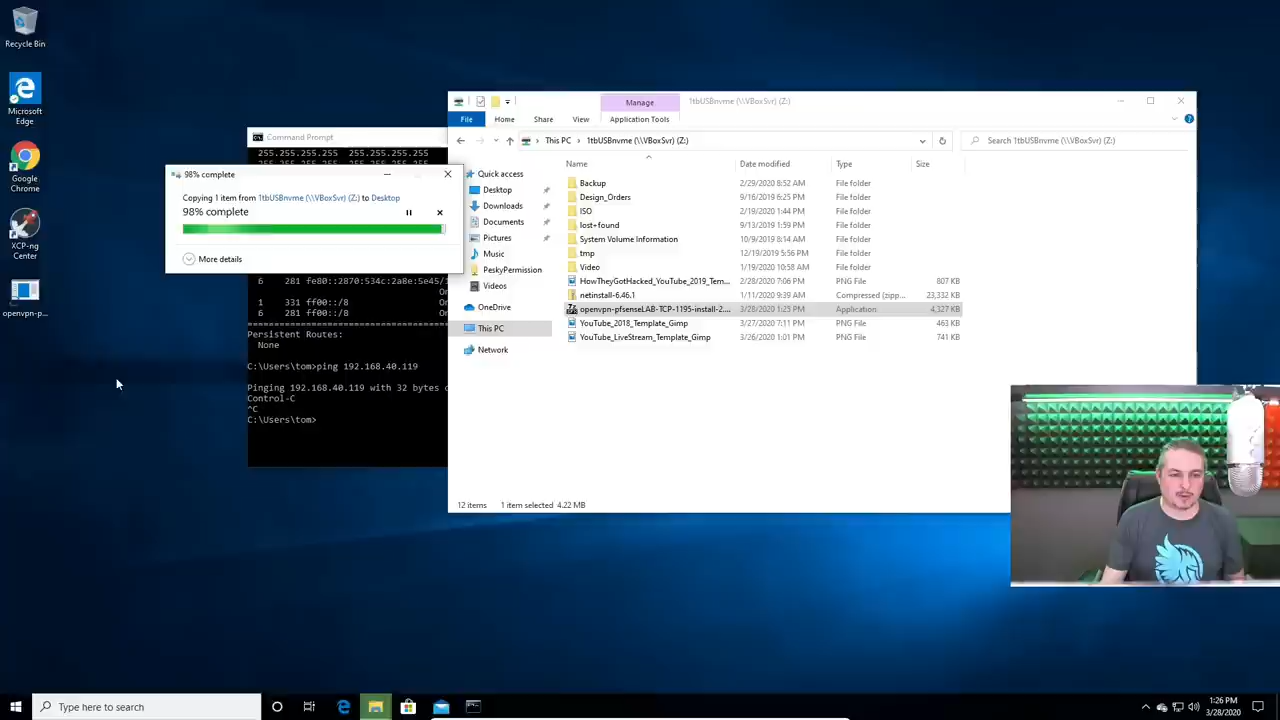 Recycle Bin
Microsoft
Edge
Google
Chrome
XCP-ng
Center
openvpn-p...
Command Prompt
255.255.255.255  255.255.255.255
98% complete
Copying 1 item from 1tbUSBnvme (\\VBoxSvr) (Z:) to Desktop
98% complete
More details
6    281 fe80::2870:534c:2a8e:5e45/1
On
1    331 ff00::/8    On
6    281 ff00::/8    On
Persistent Routes:
None
C:\Users\tom>ping 192.168.40.119
Pinging 192.168.40.119 with 32 bytes o
Control-C
^C
C:\Users\tom>
Manage
1tbUSBnvme (\\VBoxSvr) (Z:)
File
Home
Share
View
Application Tools
This PC
1tbUSBnvme (\\VBoxSvr) (Z:)
Search 1tbUSBnvme (\\VBoxSvr) (Z:)
Quick access
Desktop
Downloads
Documents
Pictures
Music
PeskyPermission
Videos
OneDrive
This PC
Network
Name  Date modified  Type  Size
Backup  2/29/2020 8:52 AM  File folder
Design_Orders  9/16/2019 6:25 PM  File folder
ISO  2/19/2020 1:44 PM  File folder
lost+found  9/13/2019 1:59 PM  File folder
System Volume Information  10/9/2019 8:14 AM  File folder
tmp  12/19/2019 5:56 PM  File folder
Video  1/19/2020 10:58 AM  File folder
HowTheyGotHacked_YouTube_2019_Tem...  2/28/2020 7:06 PM  PNG File  807 KB
netinstall-6.46.1  1/11/2020 9:39 AM  Compressed (zipp...  23,332 KB
openvpn-pfsenseLAB-TCP-1195-install-2....  3/28/2020 1:25 PM  Application  4,327 KB
YouTube_2018_Template_Gimp  3/27/2020 7:11 PM  PNG File  463 KB
YouTube_LiveStream_Template_Gimp  3/26/2020 1:01 PM  PNG File  741 KB
12 items
1 item selected  4.22 MB
Type here to search
1:26 PM
3/28/2020